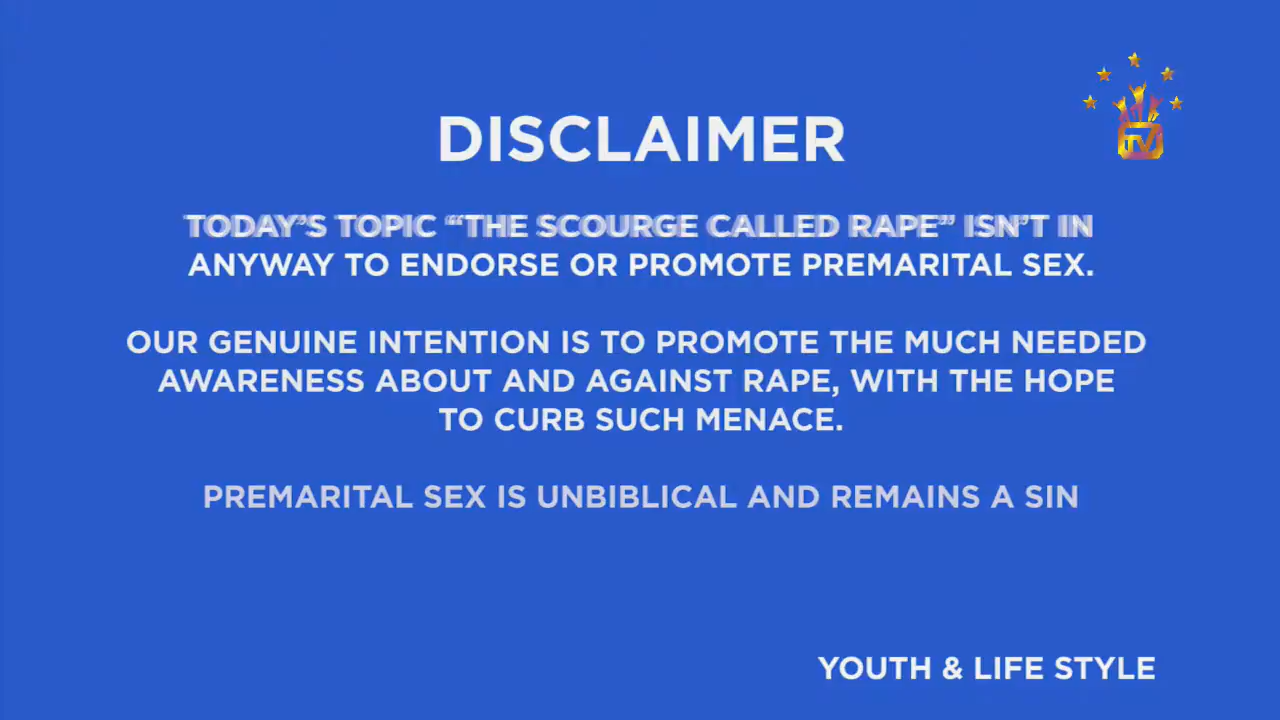 DISCLAIMER
TODAY'S TOPIC "THE SCOURGE CALLED RAPE" ISN'T IN
ANYWAY TO ENDORSE OR PROMOTE PREMARITAL SEX.
OUR GENUINE INTENTION IS TO PROMOTE THE MUCH NEEDED
AWARENESS ABOUT AND AGAINST RAPE, WITH THE HOPE
TO CURB SUCH MENACE.
PREMARITAL SEX IS UNBIBLICAL AND REMAINS A SIN
YOUTH & LIFE STYLE
TV